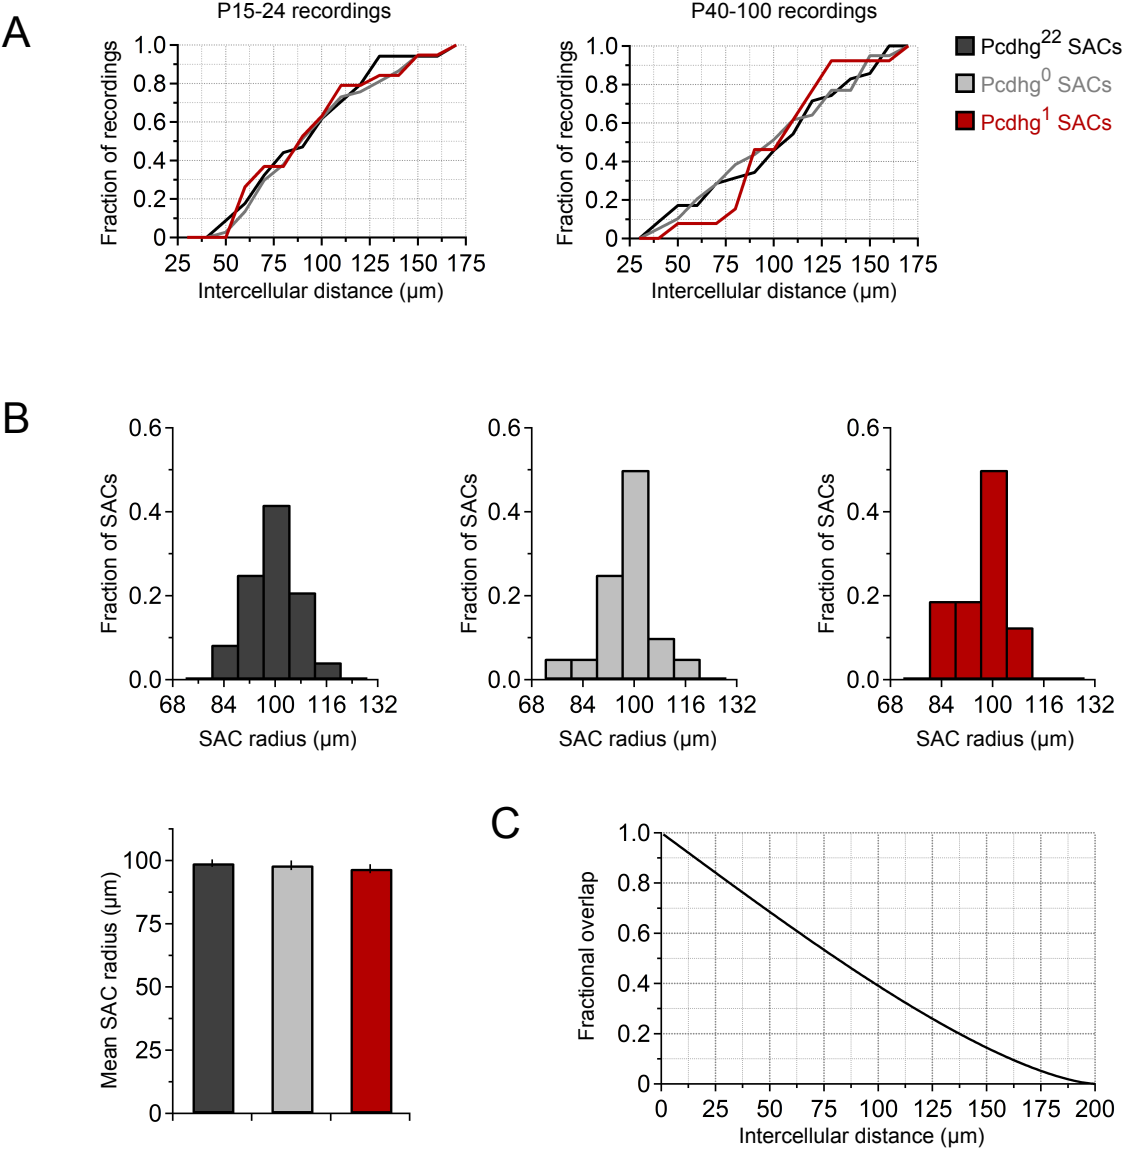 A
P15-24 recordings
P40-100 recordings
Fraction of recordings
1.0
0.8
0.6
0.4
0.2
0
25 50 75 100 125 150 175
Intercellular distance (µm)
Fraction of recordings
1.0
0.8
0.6
0.4
0.2
0
25 50 75 100 125 150 175
Intercellular distance (µm)
Pcdhg22 SACs
Pcdhg0 SACs
Pcdhg1 SACs
B
Fraction of SACs
0.6
0.4
0.2
0.0
68 84 100 116 132
SAC radius (µm)
Fraction of SACs
0.6
0.4
0.2
0.0
68 84 100 116 132
SAC radius (µm)
Fraction of SACs
0.6
0.4
0.2
0.0
68 84 100 116 132
SAC radius (µm)
Mean SAC radius (µm)
100
75
50
25
0
C
Fractional overlap
1.0
0.8
0.6
0.4
0.2
0
0 25 50 75 100 125 150 175 200
Intercellular distance (µm)